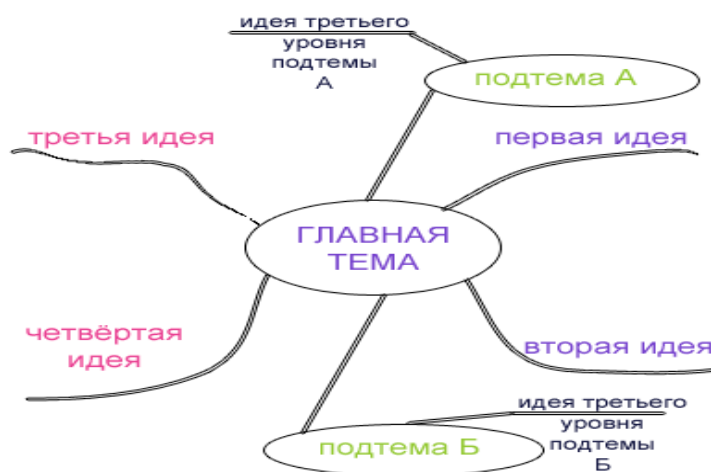 идея третьего
уровня
подтемы
А
подтема А
третья идея
первая идея
ГЛАВНАЯ
ТЕМА
четвёртая
идея
вторая идея
идея третьего
уровня
подтемы
Б
подтема Б